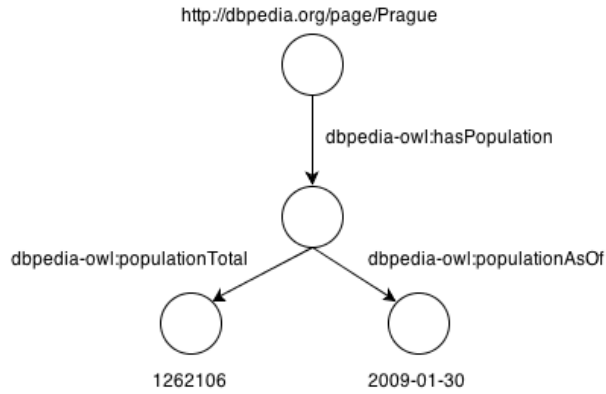 http://dbpedia.org/page/Prague
dbpedia-owl:hasPopulation
dbpedia-owl:populationTotal
dbpedia-owl:populationAsOf
1262106
2009-01-30